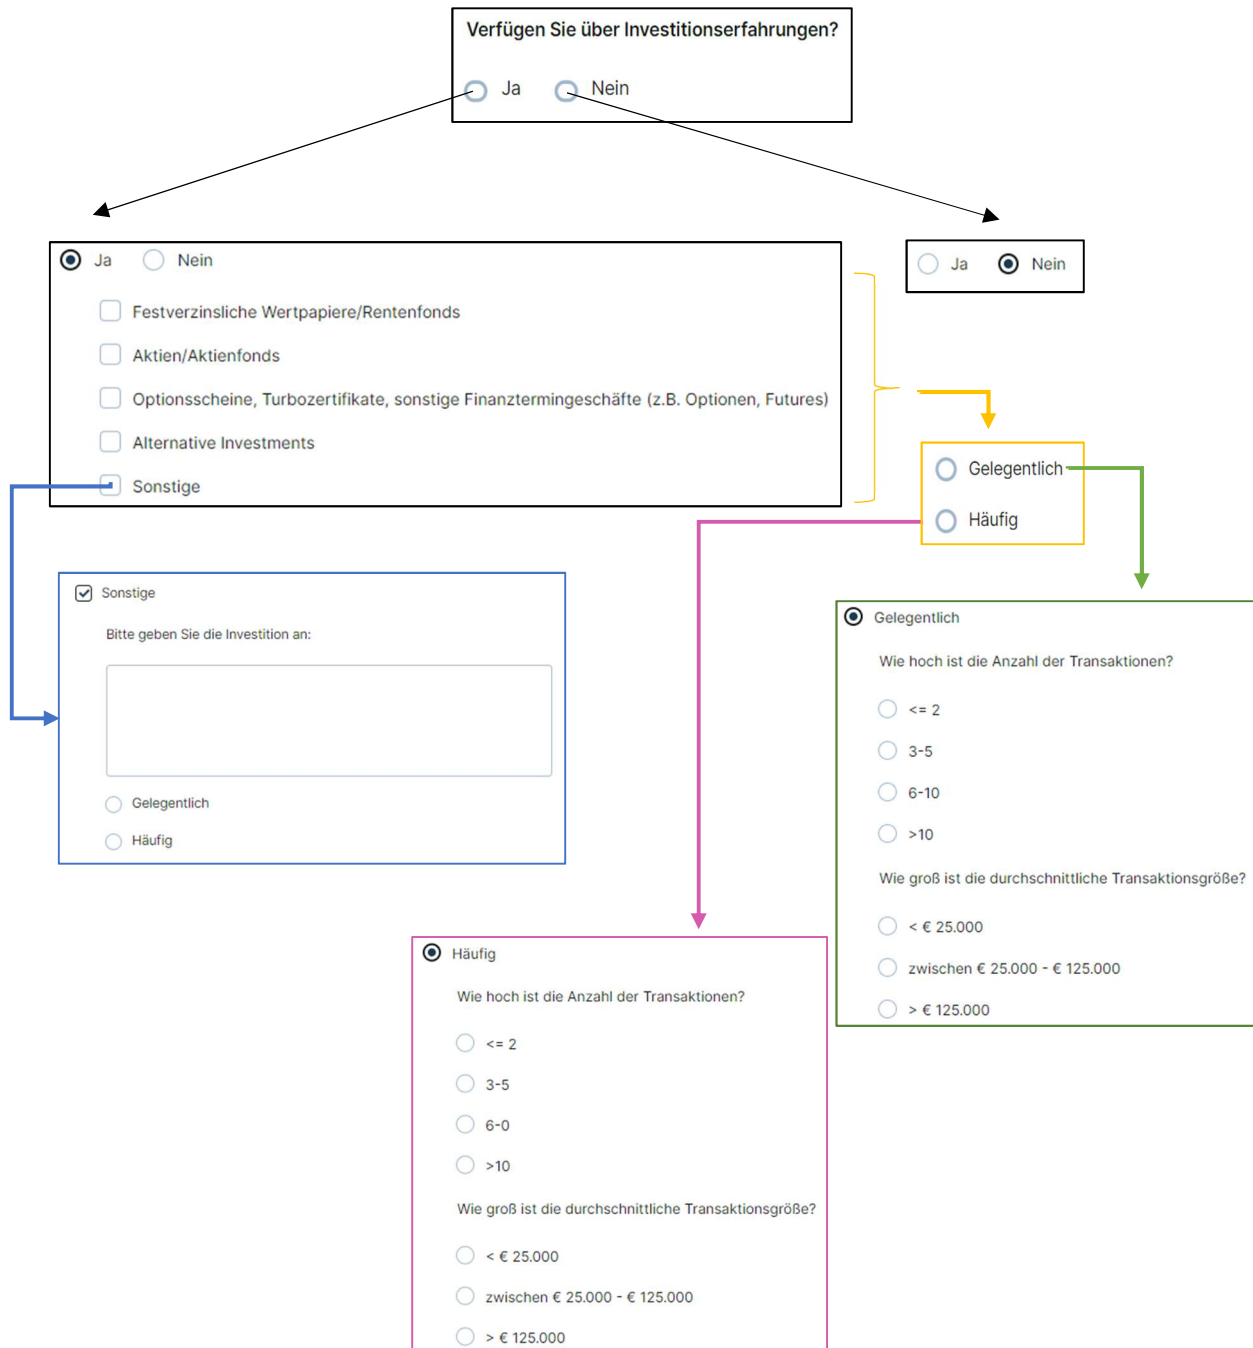 Verfügen Sie über Investitionserfahrungen?
Ja Nein
Ja Nein
Festverzinsliche Wertpapiere/Rentenfonds
Aktien/Aktienfonds
Optionsscheine, Turbozertifikate, sonstige Finanztermingeschäfte (z.B. Optionen, Futures)
Alternative Investments
Sonstige
Ja Nein
Gelegentlich
Häufig
Sonstige
Bitte geben Sie die Investition an:
Gelegentlich
Häufig
Gelegentlich
Wie hoch ist die Anzahl der Transaktionen?
<= 2
3-5
6-10
>10
Wie groß ist die durchschnittliche Transaktionsgröße?
< € 25.000
zwischen € 25.000 - € 125.000
> € 125.000
Häufig
Wie hoch ist die Anzahl der Transaktionen?
<= 2
3-5
6-0
>10
Wie groß ist die durchschnittliche Transaktionsgröße?
< € 25.000
zwischen € 25.000 - € 125.000
> € 125.000